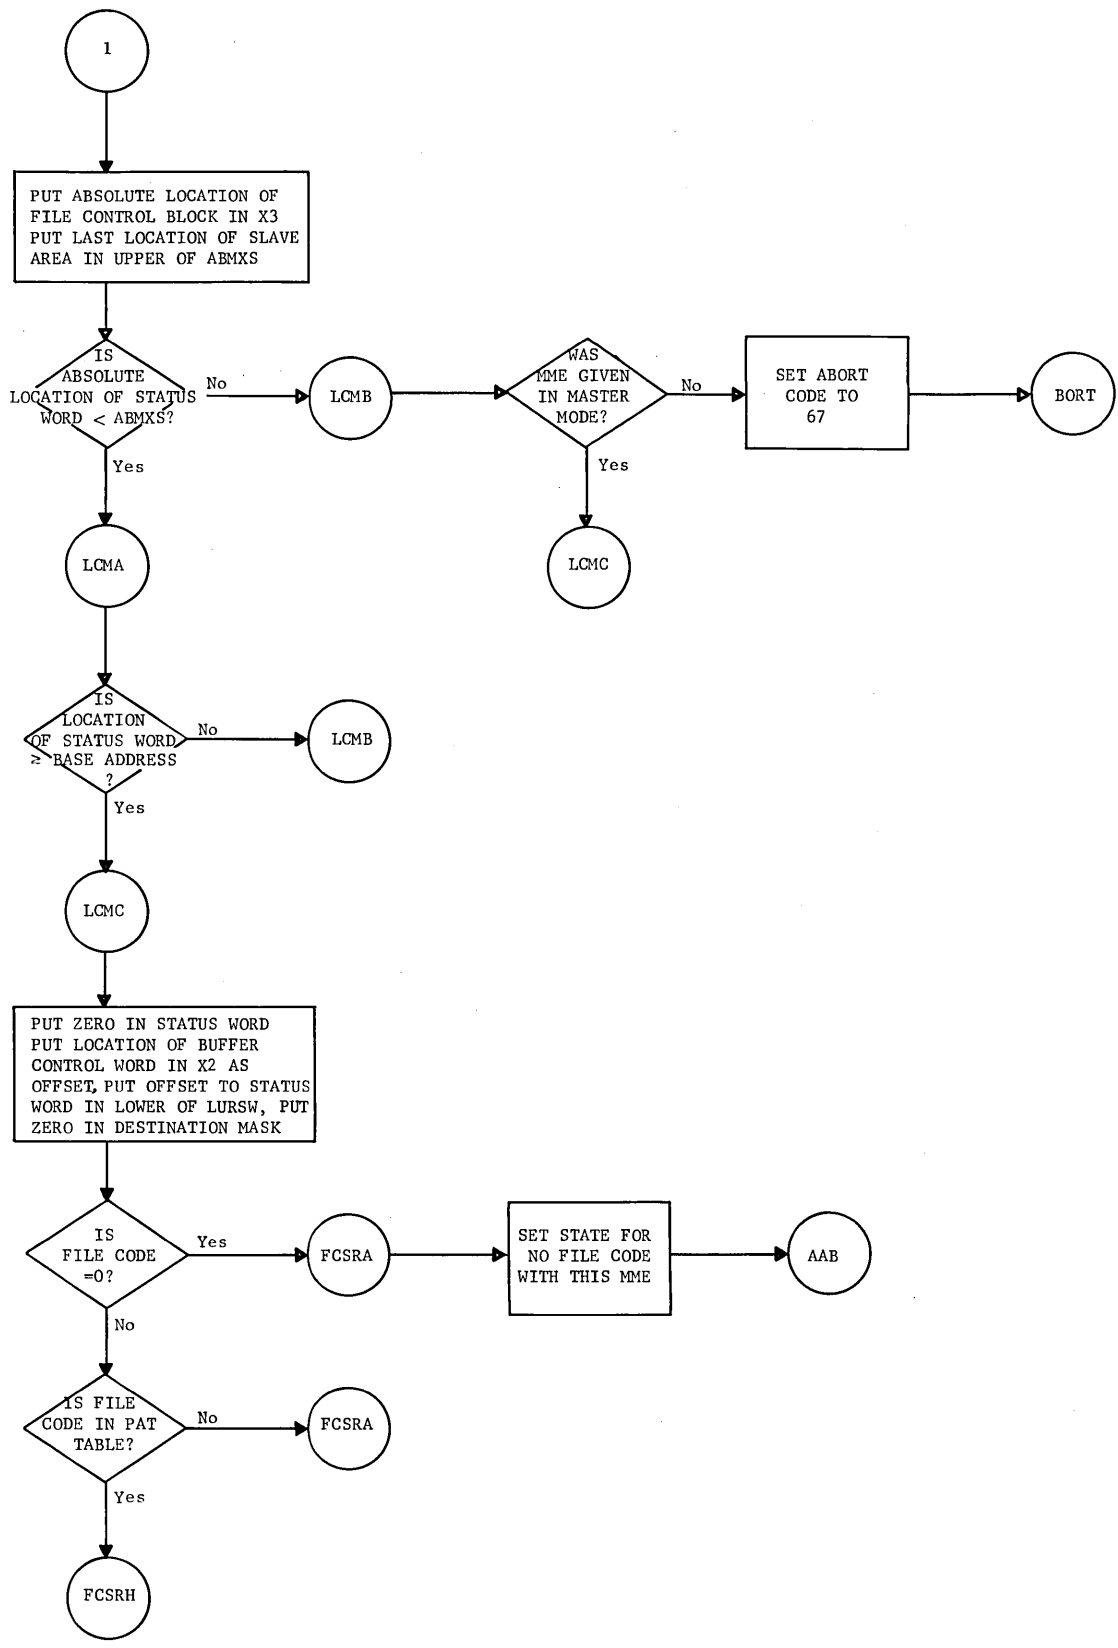 1
PUT ABSOLUTE LOCATION OF
FILE CONTROL BLOCK IN X3
PUT LAST LOCATION OF SLAVE
AREA IN UPPER OF ABMXS
IS
ABSOLUTE
LOCATION OF STATUS
WORD < ABMXS?
No
LCMB
WAS
MME GIVEN
IN MASTER
MODE?
No
SET ABORT
CODE TO
67
BORT
Yes
Yes
LCMA
LCMC
IS
LOCATION
OF STATUS WORD
≥ BASE ADDRESS
?
No
LCMB
Yes
LCMC
PUT ZERO IN STATUS WORD
PUT LOCATION OF BUFFER
CONTROL WORD IN X2 AS
OFFSET, PUT OFFSET TO STATUS
WORD IN LOWER OF LURSW, PUT
ZERO IN DESTINATION MASK
IS
FILE CODE
=0?
Yes
FCSRA
SET STATE FOR
NO FILE CODE
WITH THIS MME
AAB
No
IS FILE
CODE IN PAT
TABLE?
No
FCSRA
Yes
FCSRH